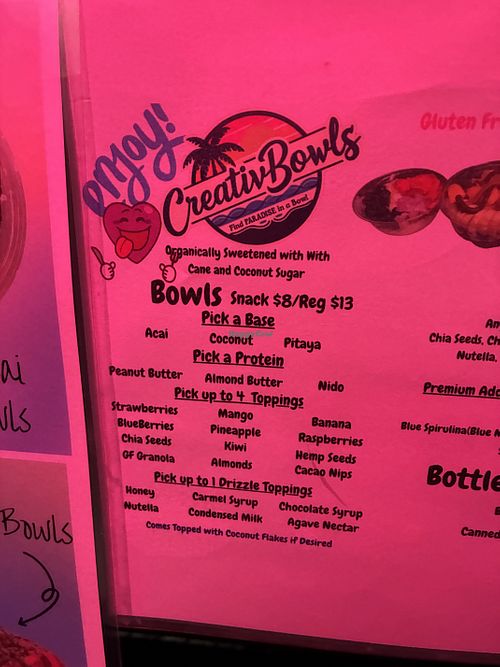 enjoy!
CreativBowls
Find PARADISE in a Bowl
Organically Sweetened with With
Cane and Coconut Sugar
Bowls Snack $8/Reg $13
Pick a Base
Acai Coconut Pitaya
Pick a Protein
Peanut Butter Almond Butter Nido
Pick up to 4 Toppings
Strawberries Mango Banana
BlueBerries Pineapple Raspberries
Chia Seeds Kiwi Hemp Seeds
GF Granola Almonds Cacao Nips
Pick up to 1 Drizzle Toppings
Honey Carmel Syrup Chocolate Syrup
Nutella Condensed Milk Agave Nectar
Comes Topped with Coconut Flakes if Desired
Gluten Fr
Chia Seeds, Ch
Nutella,
Premium Add
Blue Spirulina(Blue
Bottle
Canned
ai
wls
Bowls